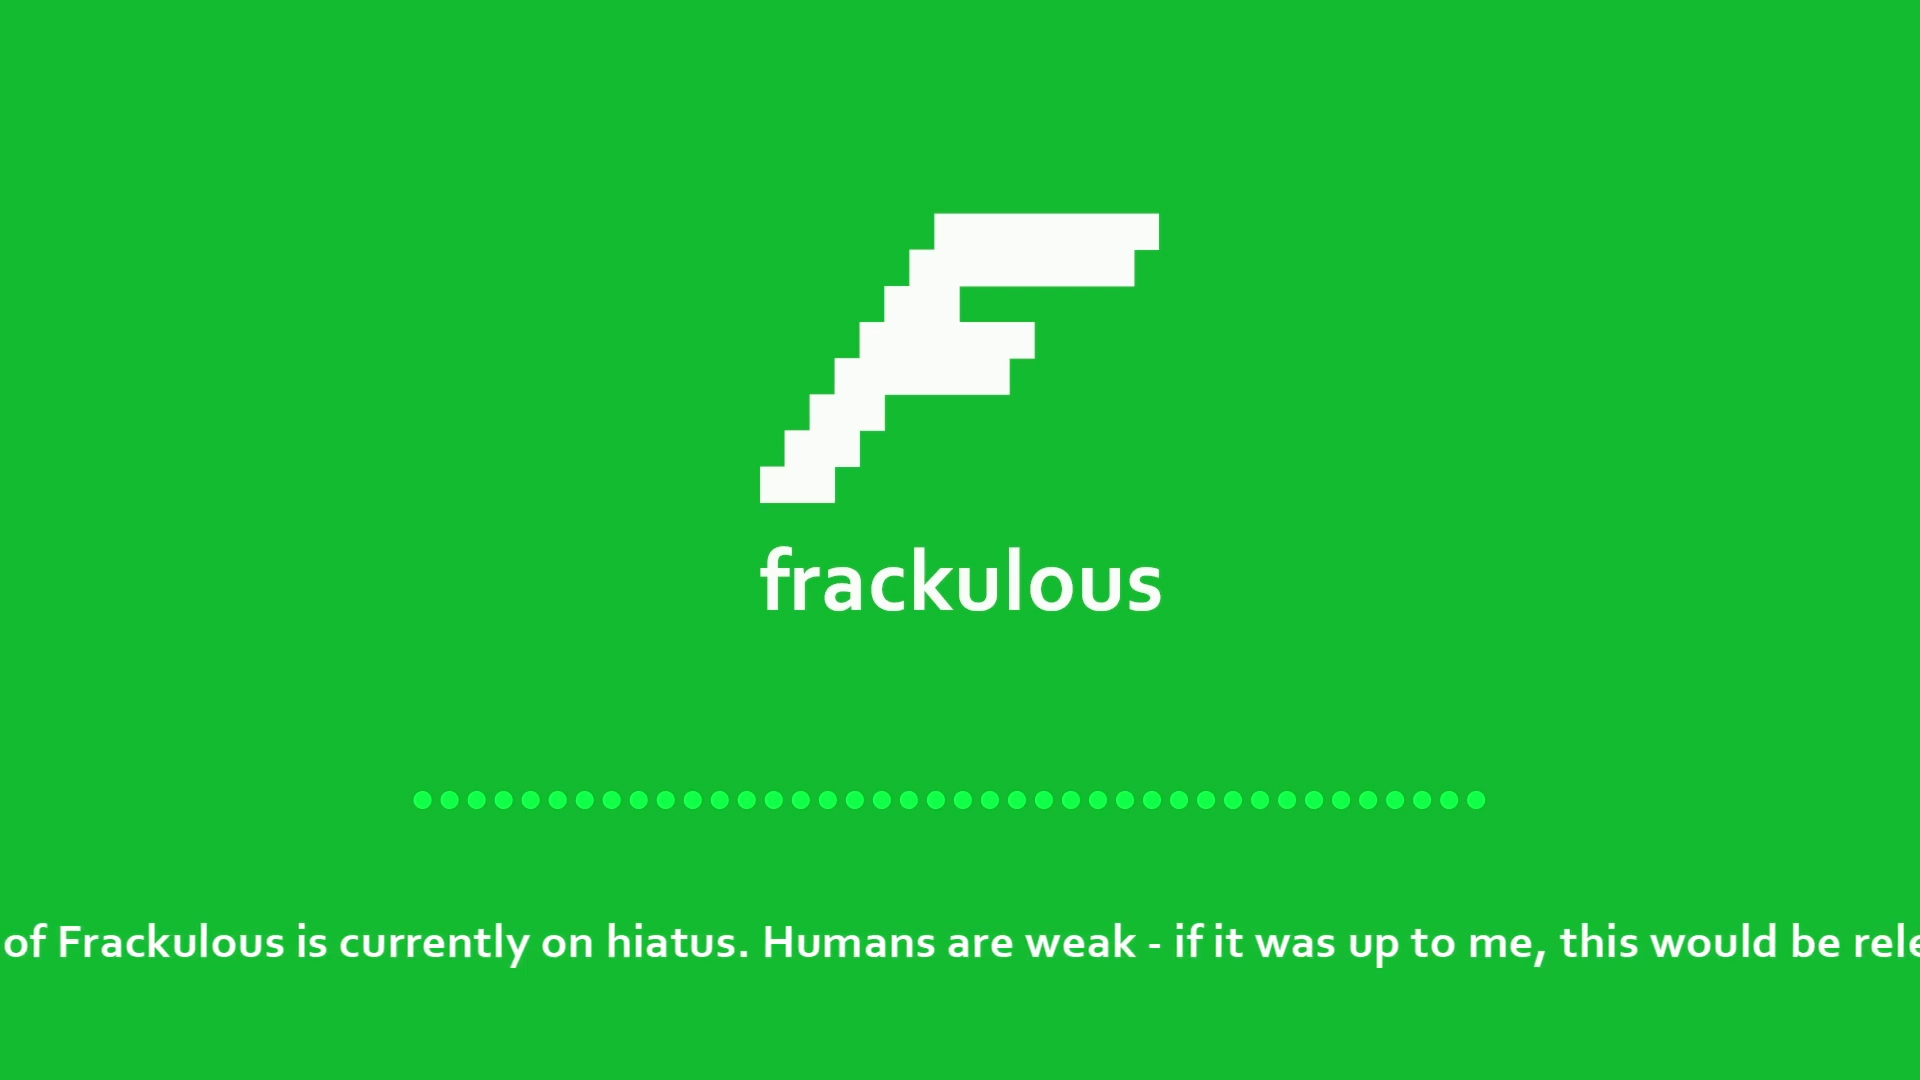 F
frackulous
of Frackulous is currently on hiatus. Humans are weak - if it was up to me, this would be rele